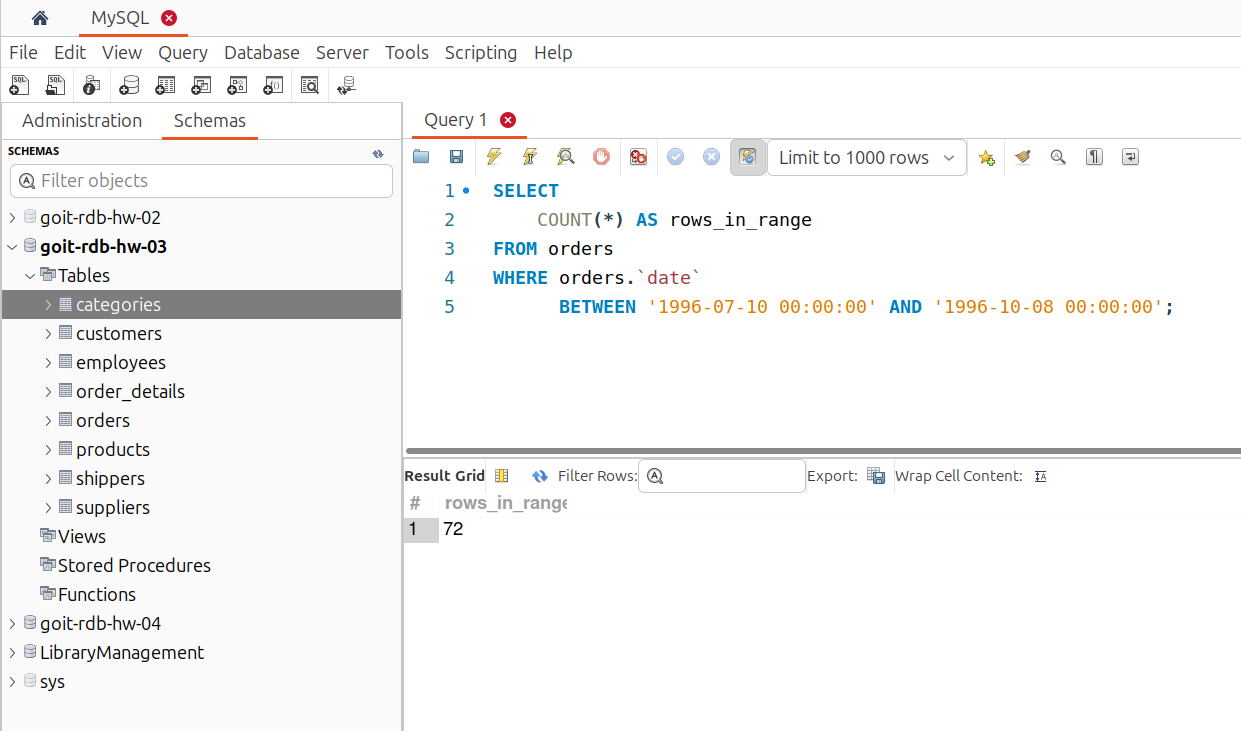 MySQL
File Edit View Query Database Server Tools Scripting Help
Administration Schemas
SCHEMAS
Filter objects
goit-rdb-hw-02
goit-rdb-hw-03
Tables
categories
customers
employees
order_details
orders
products
shippers
suppliers
Views
Stored Procedures
Functions
goit-rdb-hw-04
LibraryManagement
sys
Query 1
Limit to 1000 rows
1 SELECT
2 COUNT(*) AS rows_in_range
3 FROM orders
4 WHERE orders.`date`
5 BETWEEN '1996-07-10 00:00:00' AND '1996-10-08 00:00:00';
Result Grid Filter Rows: Export: Wrap Cell Content:
# rows_in_range
1 72